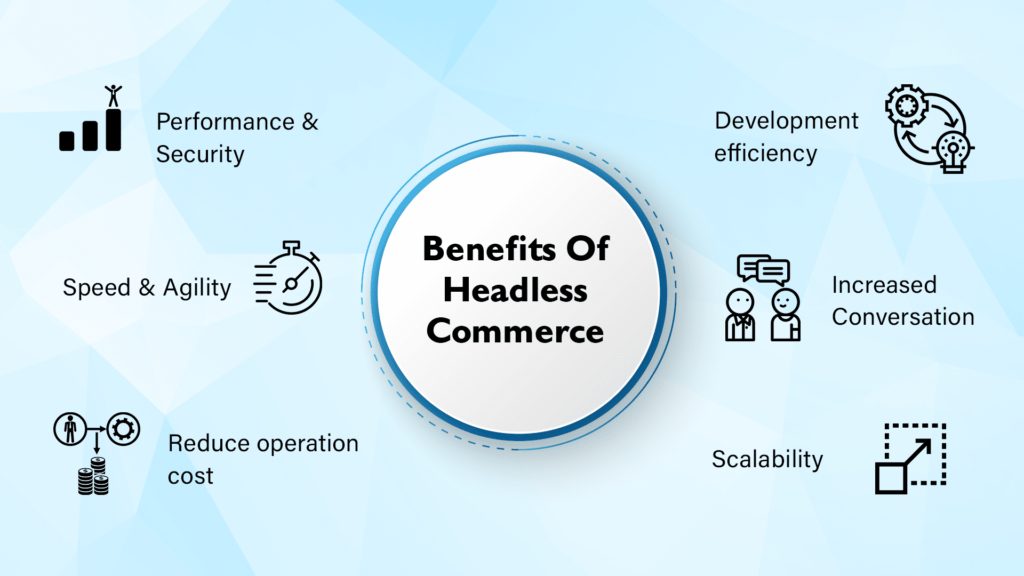 Performance &
Security
Speed & Agility
Reduce operation
cost
Benefits Of
Headless
Commerce
Development
efficiency
Increased
Conversation
Scalability